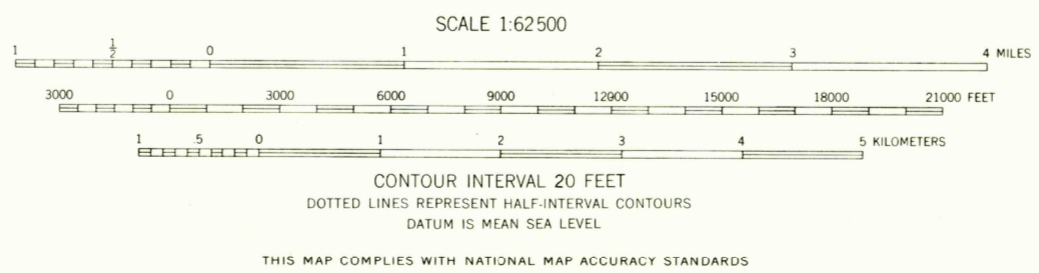 SCALE 1:62500
1 ½ 0 1 2 3 4 MILES
3000 0 3000 6000 9000 12000 15000 18000 21000 FEET
1 .5 0 1 2 3 4 5 KILOMETERS
CONTOUR INTERVAL 20 FEET
DOTTED LINES REPRESENT HALF-INTERVAL CONTOURS
DATUM IS MEAN SEA LEVEL
THIS MAP COMPLIES WITH NATIONAL MAP ACCURACY STANDARDS